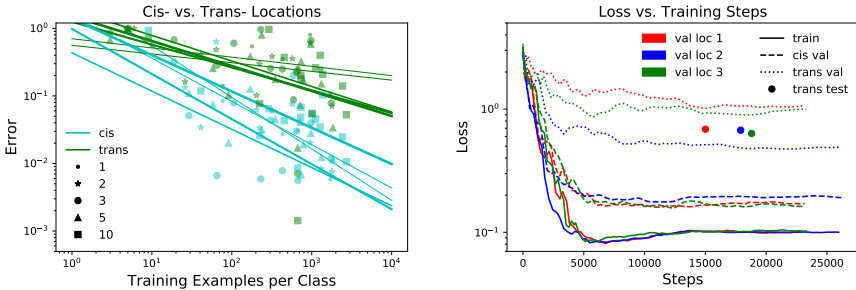 Cis- vs. Trans- Locations
10⁰
10⁻¹
10⁻²
10⁻³
Error
cis
trans
1
2
3
5
10
10⁰ 10¹ 10² 10³ 10⁴
Training Examples per Class
Loss vs. Training Steps
val loc 1
val loc 2
val loc 3
train
cis val
trans val
trans test
10⁰
10⁻¹
Loss
0 5000 10000 15000 20000 25000
Steps